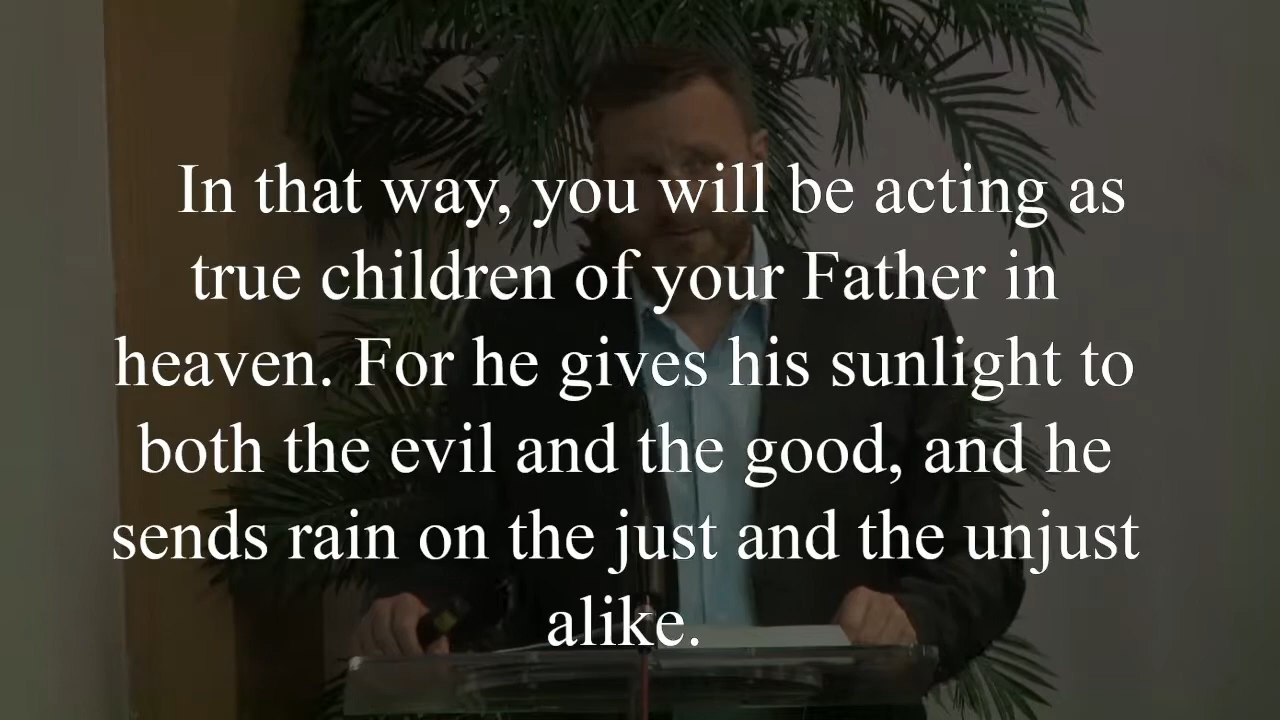 In that way, you will be acting as
true children of your Father in
heaven. For he gives his sunlight to
both the evil and the good, and he
sends rain on the just and the unjust
alike.